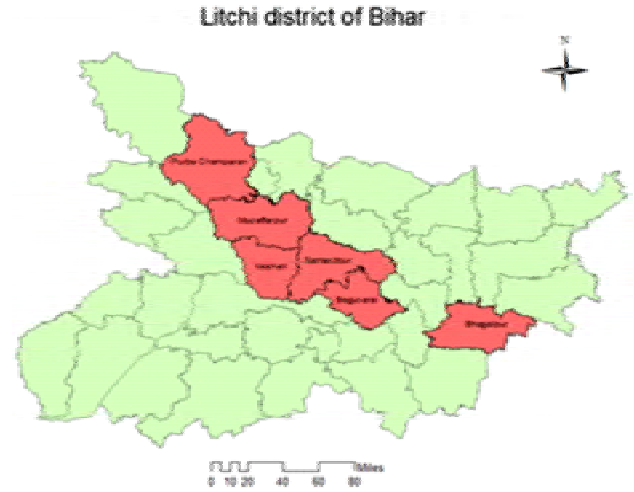 Litchi district of Bihar
N
Purba Champaran
Muzaffarpur
Vaishali
Samastipur
Begusarai
Bhagalpur
Miles
0 10 20 40 60 80